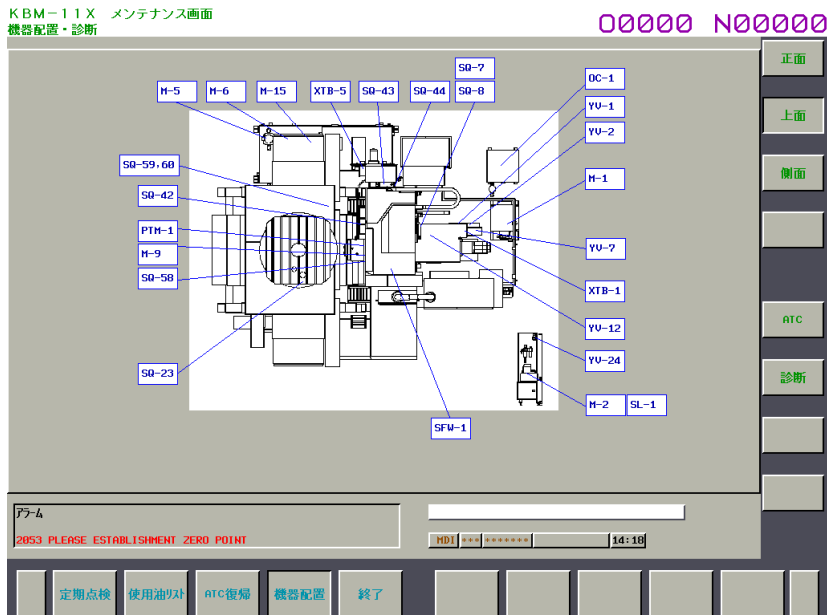 KBM-11X メンテナンス画面
機器配置・診断
O0000 N00000
正面
上面
側面
ATC
診断
SQ-7
M-5 M-6 M-15 XTB-5 SQ-43 SQ-44 SQ-8
OC-1
YV-1
YV-2
SQ-59,60
M-1
SQ-42
PTM-1
M-9
YV-7
SQ-58
XTB-1
YV-12
YV-24
SQ-23
M-2 SL-1
SFW-1
アラーム
2053 PLEASE ESTABLISHMENT ZERO POINT
MDI *** ******* 14:18
定期点検 使用油リスト ATC復帰 機器配置 終了